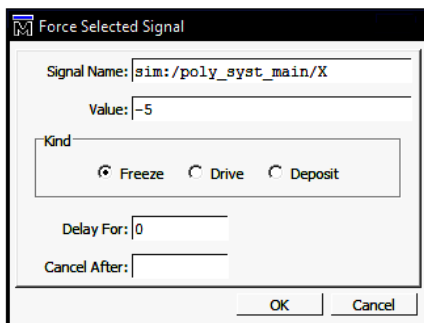 Force Selected Signal
Signal Name: sim:/poly_syst_main/X
Value: -5
Kind
Freeze Drive Deposit
Delay For: 0
Cancel After:
OK Cancel